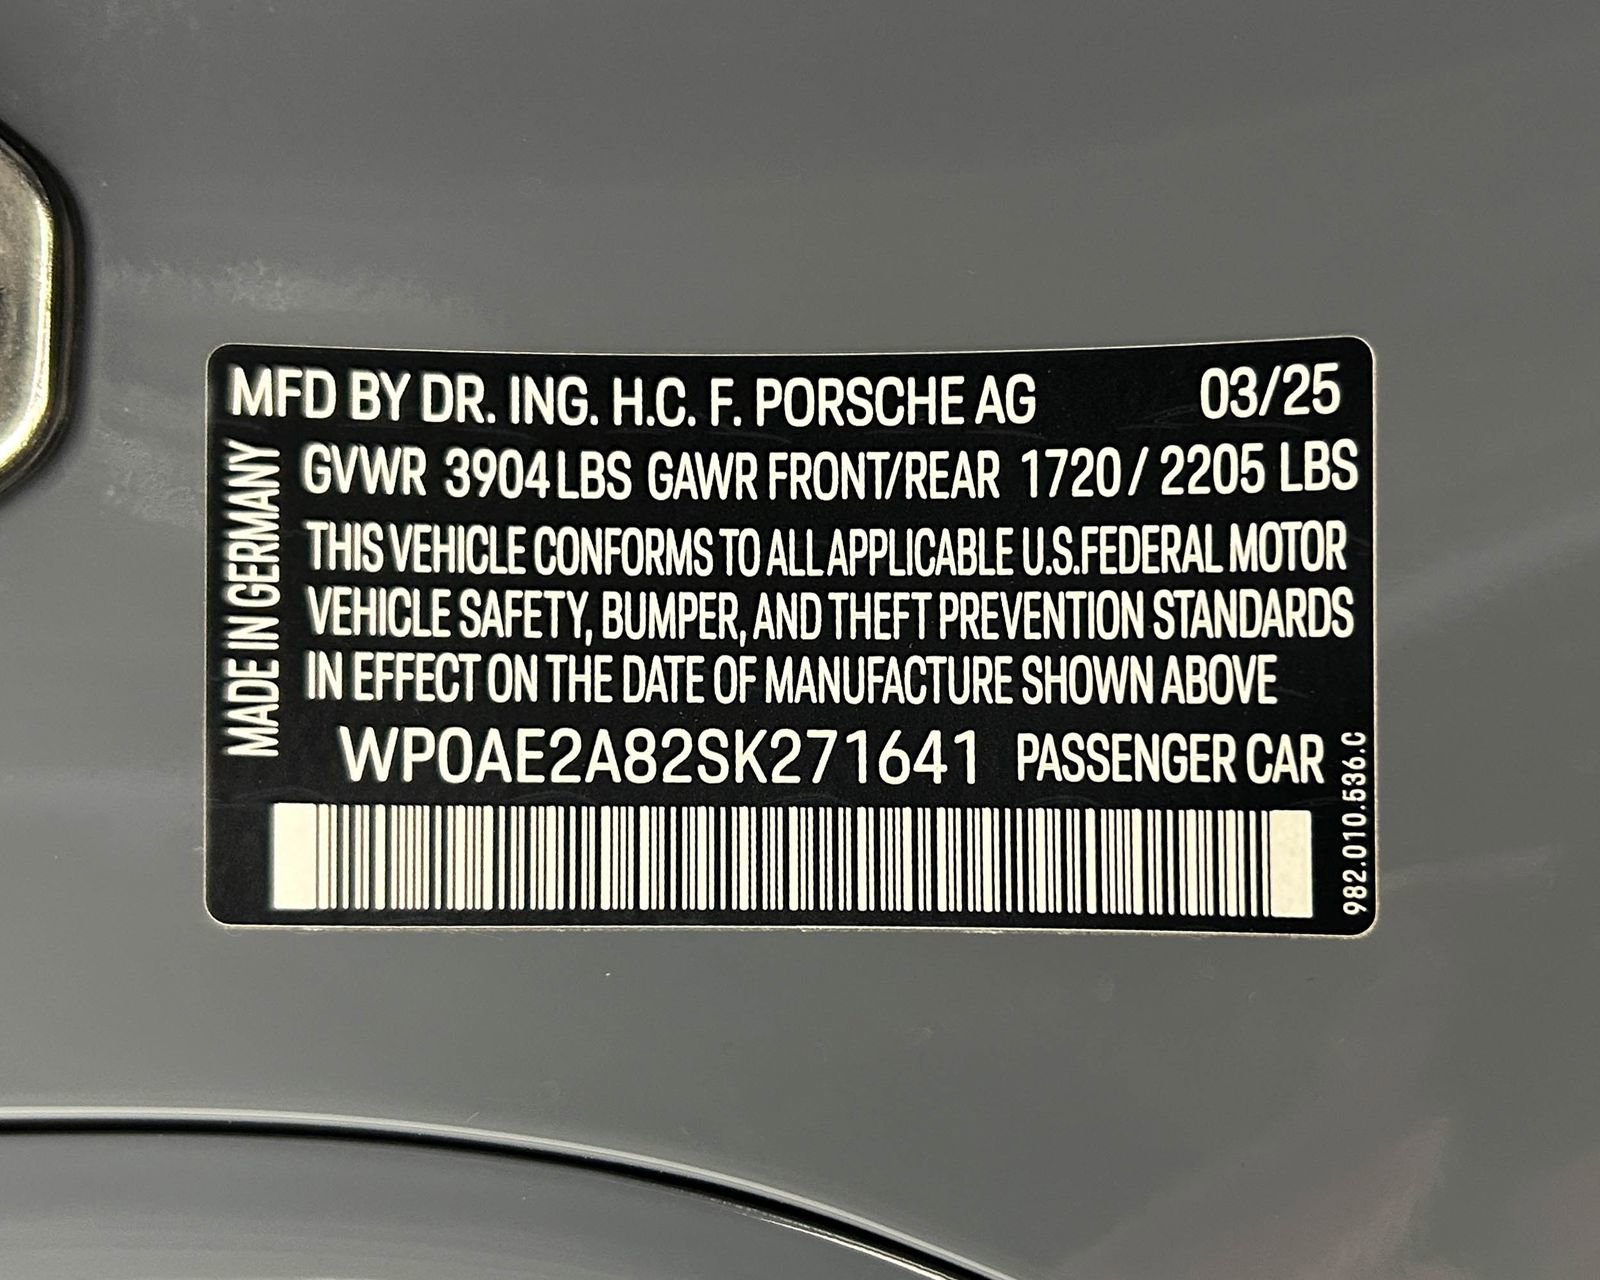 MFD BY DR. ING. H.C. F. PORSCHE AG 03/25
GVWR 3904 LBS GAWR FRONT/REAR 1720 / 2205 LBS
THIS VEHICLE CONFORMS TO ALL APPLICABLE U.S.FEDERAL MOTOR
VEHICLE SAFETY, BUMPER, AND THEFT PREVENTION STANDARDS
IN EFFECT ON THE DATE OF MANUFACTURE SHOWN ABOVE
WP0AE2A82SK271641 PASSENGER CAR
MADE IN GERMANY
982.010.536.C